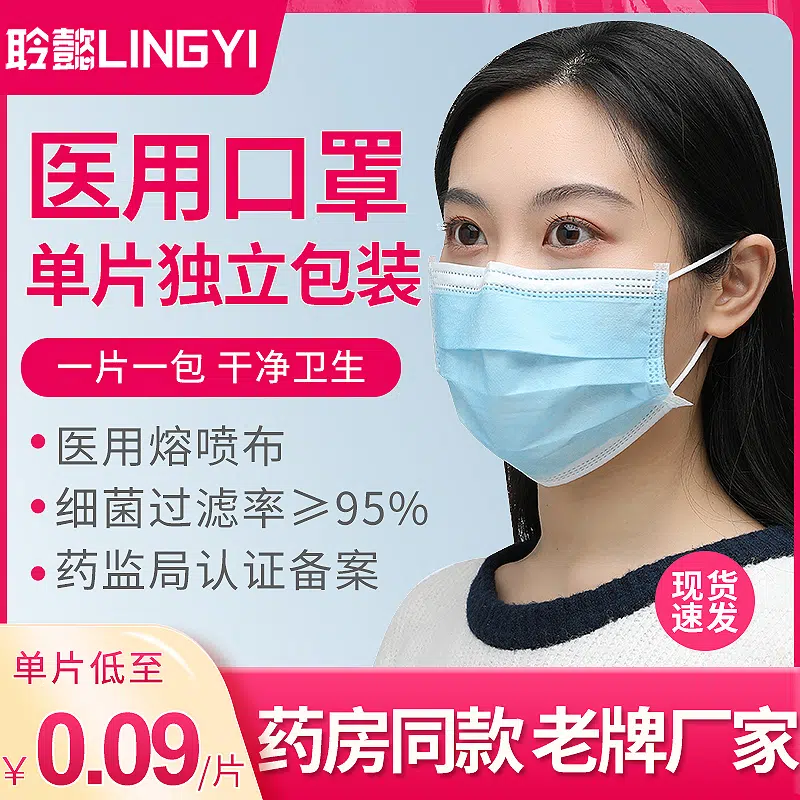 聆懿LINGYI
医用口罩
单片独立包装
一片一包 干净卫生
医用熔喷布
细菌过滤率≥95%
药监局认证备案
现货
速发
单片低至
¥0.09/片
药房同款 老牌厂家